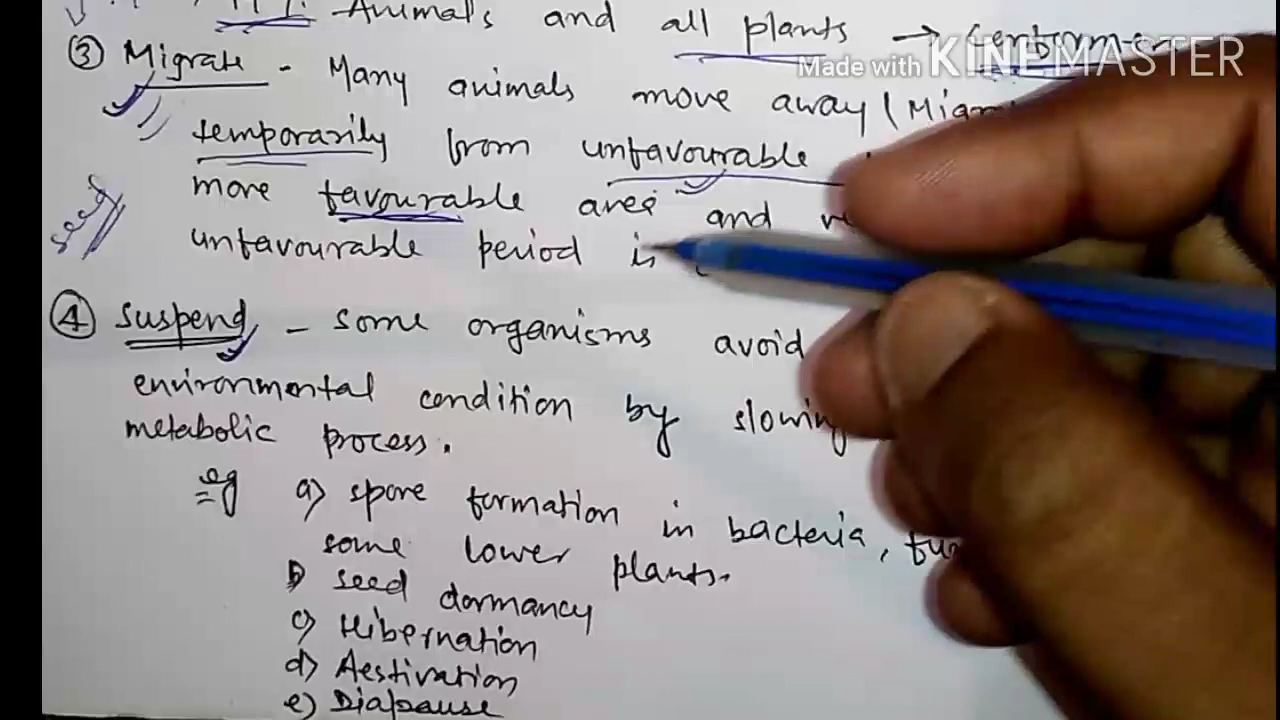 Animals and all plants →
Made with KINEMASTER
③ Migrate - Many animals move away (Migra
temporarily from unfavourable
more favourable area and
unfavourable period is
④ Suspend - some organisms avoid
environmental condition by slowing
metabolic process.
eg a) spore formation in bacteria,
some lower plants.
b) seed dormancy
c) Hibernation
d) Aestivation
e) Diapause